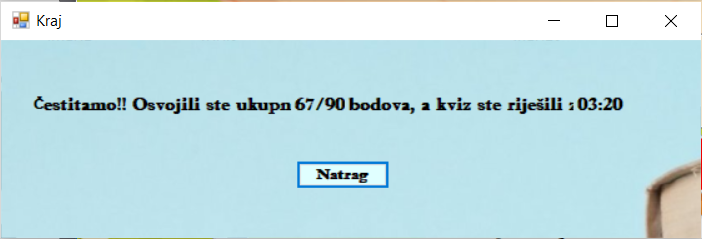 Kraj
Čestitamo!! Osvojili ste ukupn 67/90 bodova, a kviz ste riješili 03:20
Natrag